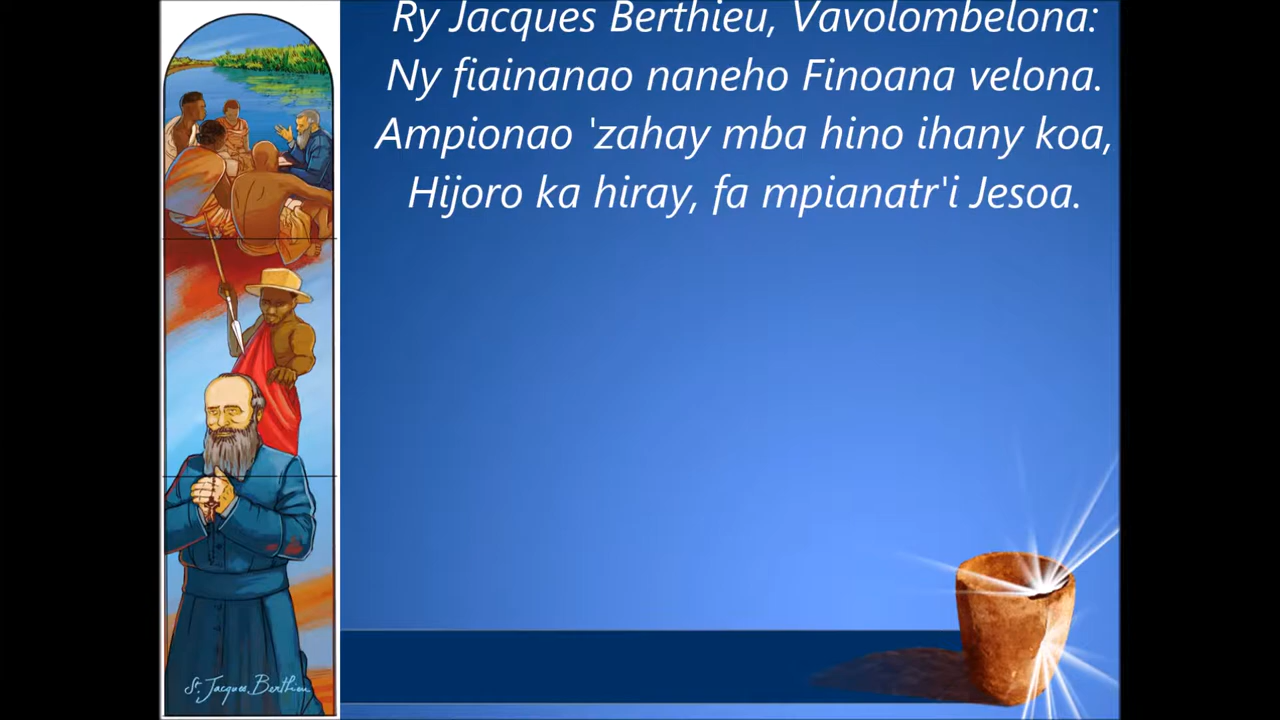 Ry Jacques Berthieu, Vavolombelona:
Ny fiainanao naneho Finoana velona.
Ampionao 'zahay mba hino ihany koa,
Hijoro ka hiray, fa mpianatr'i Jesoa.
St Jacques Berthieu